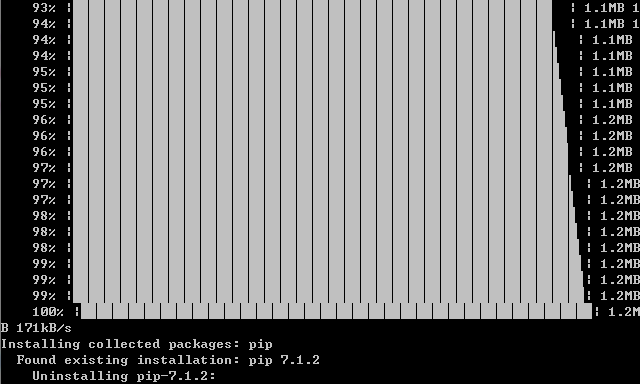 93% | | 1.1MB 1
94% | | 1.1MB 1
94% | | 1.1MB
94% | | 1.1MB
95% | | 1.1MB
95% | | 1.1MB
95% | | 1.1MB
96% | | 1.2MB
96% | | 1.2MB
96% | | 1.2MB
97% | | 1.2MB
97% | | 1.2MB
97% | | 1.2MB
98% | | 1.2MB
98% | | 1.2MB
98% | | 1.2MB
99% | | 1.2MB
99% | | 1.2MB
99% | | 1.2MB
100% | | 1.2M
B 171kB/s
Installing collected packages: pip
Found existing installation: pip 7.1.2
Uninstalling pip-7.1.2: